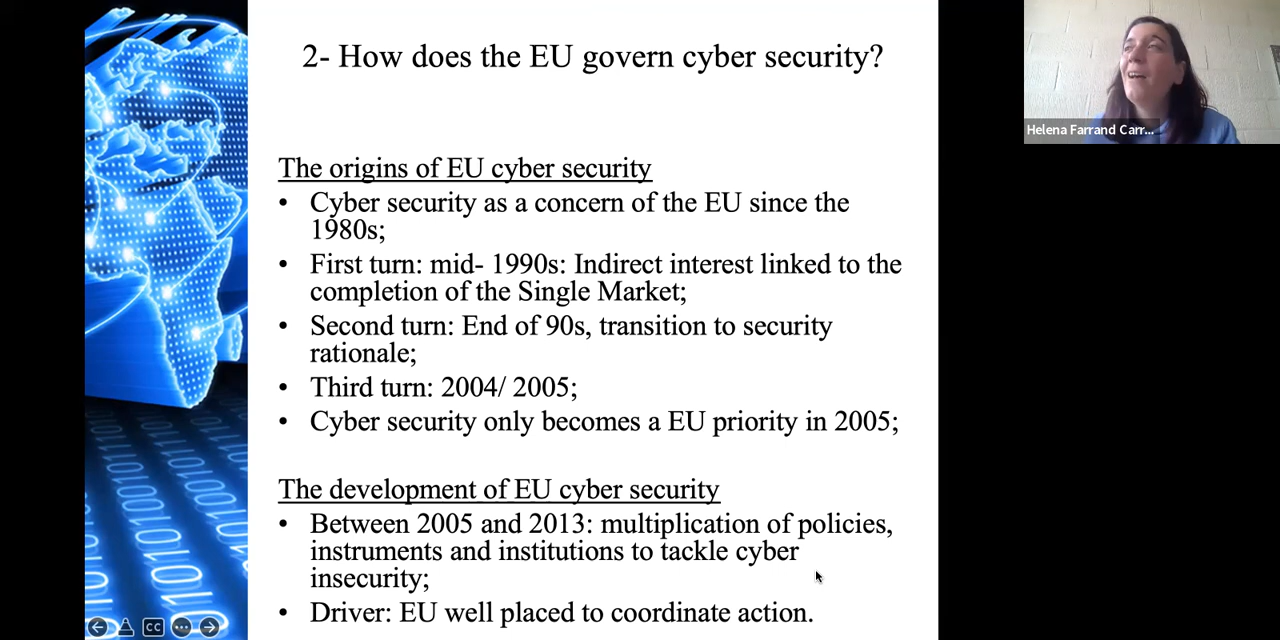 2- How does the EU govern cyber security?
Helena Farrand Carr...
The origins of EU cyber security
• Cyber security as a concern of the EU since the
1980s;
• First turn: mid- 1990s: Indirect interest linked to the
completion of the Single Market;
• Second turn: End of 90s, transition to security
rationale;
• Third turn: 2004/ 2005;
• Cyber security only becomes a EU priority in 2005;
The development of EU cyber security
• Between 2005 and 2013: multiplication of policies,
instruments and institutions to tackle cyber
insecurity;
• Driver: EU well placed to coordinate action.
CC